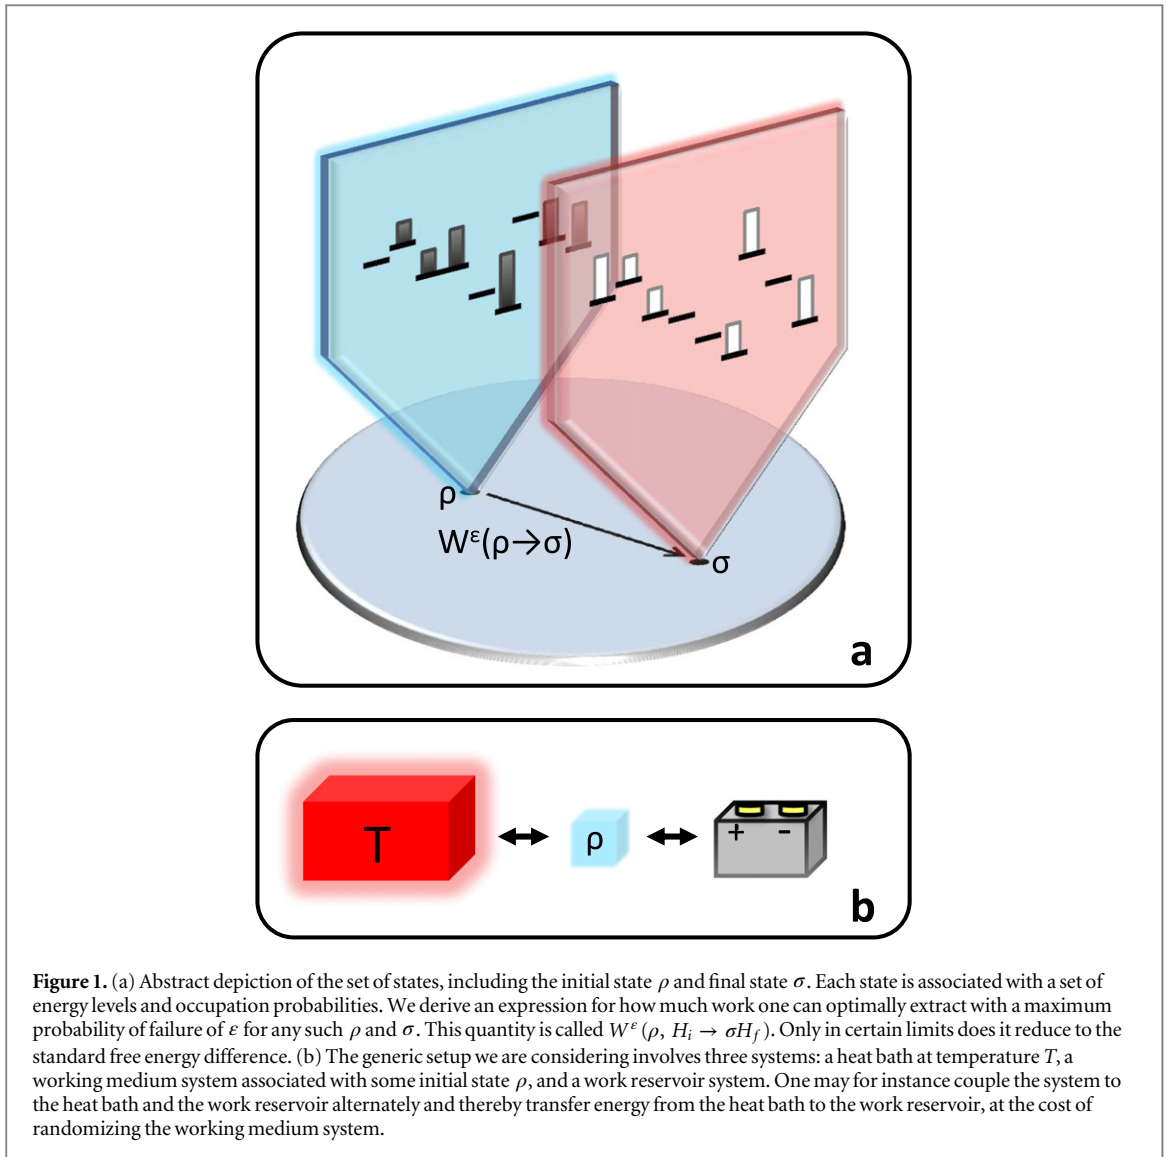 ρ
Wᵋ(ρ→σ)
σ
a
T
ρ
+ -
b
Figure 1. (a) Abstract depiction of the set of states, including the initial state ρ and final state σ. Each state is associated with a set of
energy levels and occupation probabilities. We derive an expression for how much work one can optimally extract with a maximum
probability of failure of ε for any such ρ and σ. This quantity is called Wᵋ(ρ, Hᵢ → σH_f). Only in certain limits does it reduce to the
standard free energy difference. (b) The generic setup we are considering involves three systems: a heat bath at temperature T, a
working medium system associated with some initial state ρ, and a work reservoir system. One may for instance couple the system to
the heat bath and the work reservoir alternately and thereby transfer energy from the heat bath to the work reservoir, at the cost of
randomizing the working medium system.